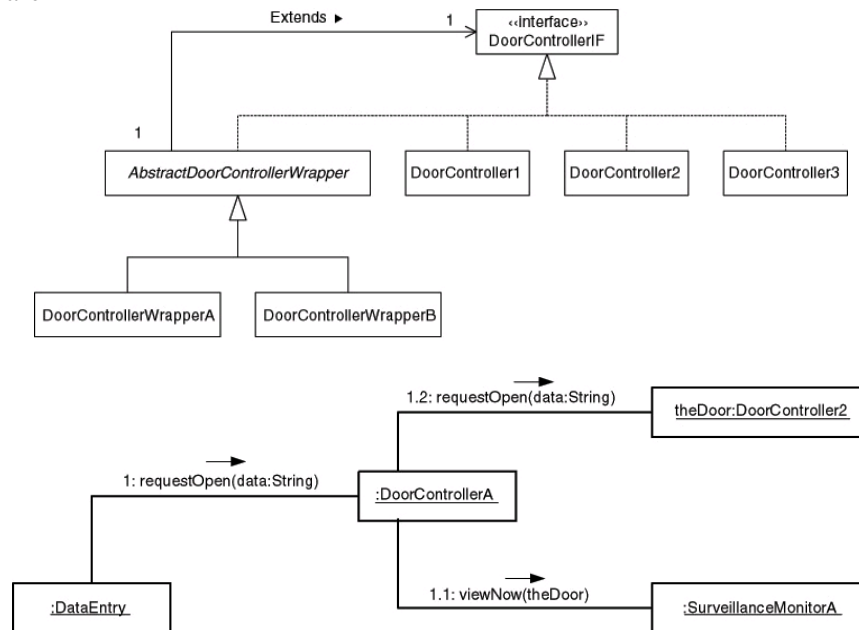 Extends ▶
1
‹‹interface››
DoorControllerIF
1
AbstractDoorControllerWrapper
DoorController1
DoorController2
DoorController3
DoorControllerWrapperA
DoorControllerWrapperB
1.2: requestOpen(data:String)
theDoor:DoorController2
1: requestOpen(data:String)
:DoorControllerA
1.1: viewNow(theDoor)
:DataEntry
:SurveillanceMonitorA